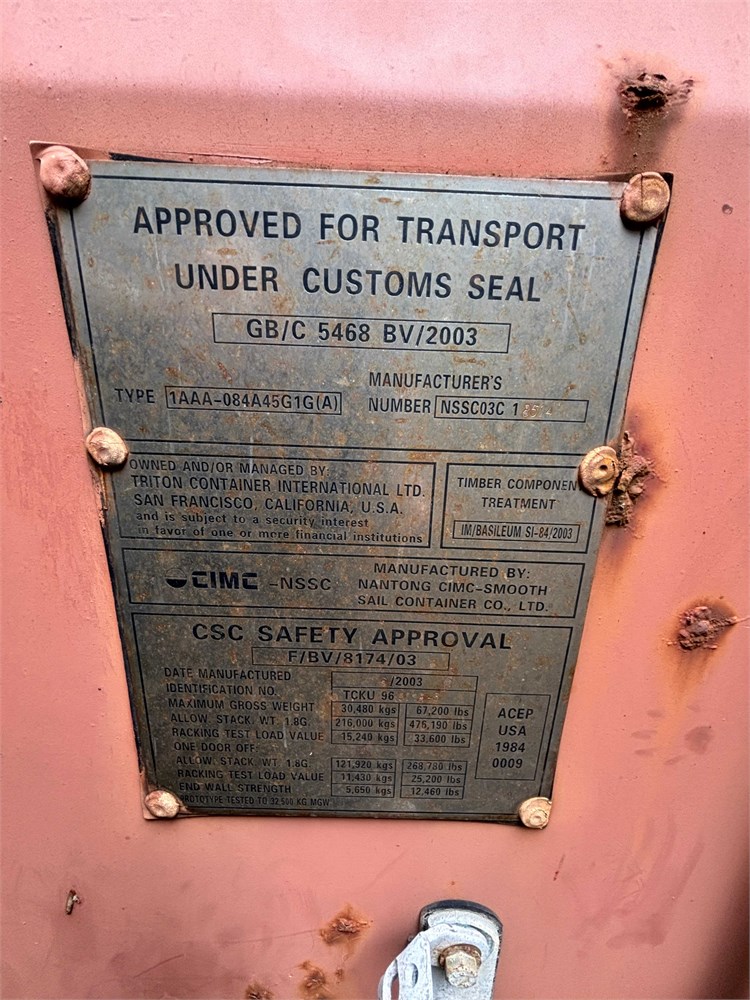 APPROVED FOR TRANSPORT
UNDER CUSTOMS SEAL
GB/C 5468 BV/2003
TYPE 1AAA-084A45G1G(A)
MANUFACTURER'S
NUMBER NSSC03C 1
OWNED AND/OR MANAGED BY:
TRITON CONTAINER INTERNATIONAL LTD.
SAN FRANCISCO, CALIFORNIA, U.S.A.
and is subject to a security interest
in favor of one or more financial institutions
TIMBER COMPONEN
TREATMENT
IM/BASILEUM SI-84/2003
CIMC -NSSC
MANUFACTURED BY:
NANTONG CIMC-SMOOTH
SAIL CONTAINER CO., LTD.
CSC SAFETY APPROVAL
F/BV/8174/03
DATE MANUFACTURED /2003
IDENTIFICATION NO. TCKU 96
MAXIMUM GROSS WEIGHT 30,480 kgs 67,200 lbs
ALLOW. STACK. WT. 1.8G 216,000 kgs 475,190 lbs
RACKING TEST LOAD VALUE 15,240 kgs 33,600 lbs
ONE DOOR OFF:
ALLOW. STACK. WT. 1.8G 121,920 kgs 268,780 lbs
RACKING TEST LOAD VALUE 11,430 kgs 25,200 lbs
END WALL STRENGTH 5,650 kgs 12,460 lbs
PROTOTYPE TESTED TO 32,500 KG MGW
ACEP
USA
1984
0009